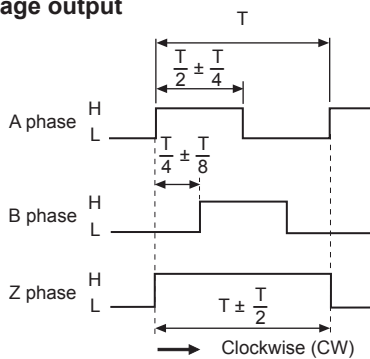 age output
T
T/2 ± T/4
A phase H L
T/4 ± T/8
B phase H L
Z phase H L
T ± T/2
Clockwise (CW)